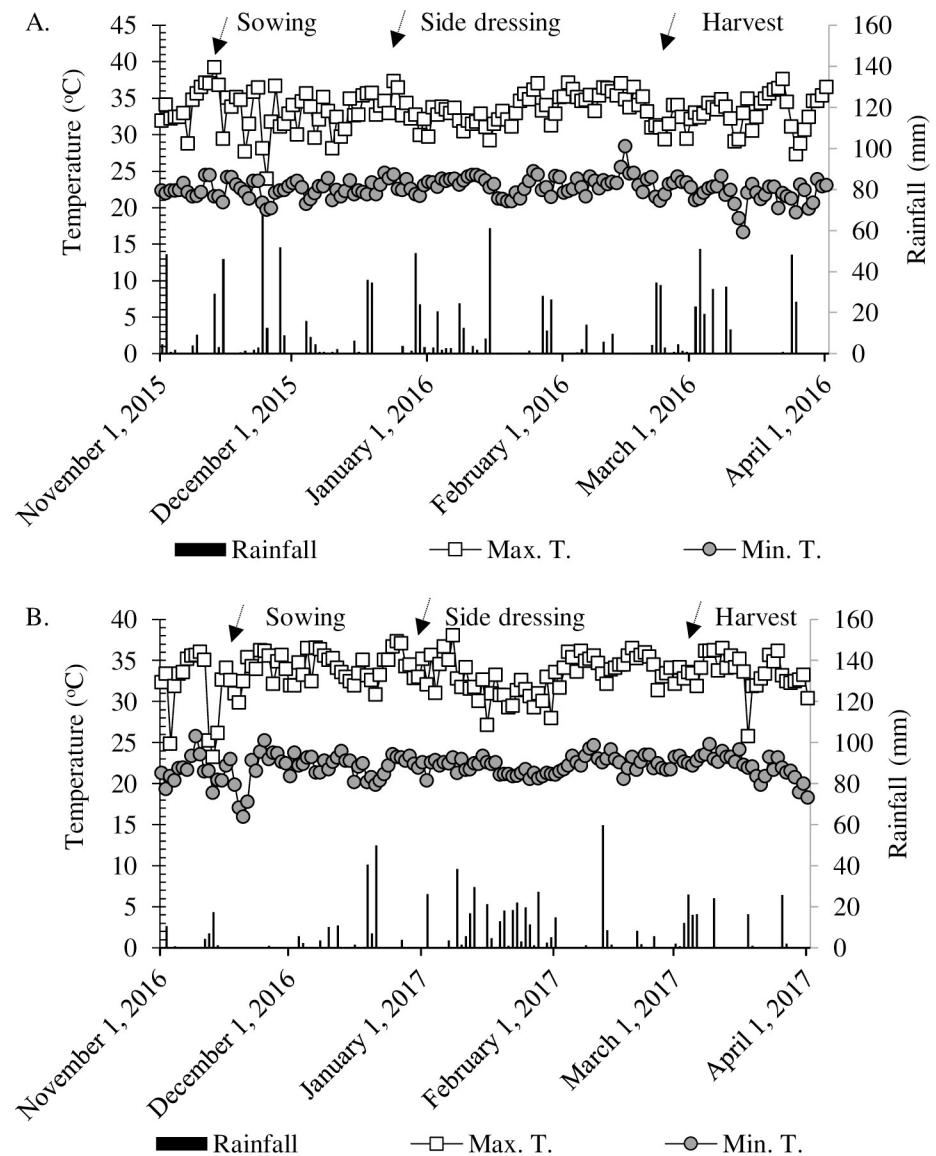 A.
Sowing Side dressing Harvest
Temperature (ºC)
45
40
35
30
25
20
15
10
5
0
Rainfall (mm)
160
140
120
100
80
60
40
20
0
November 1, 2015
December 1, 2015
January 1, 2016
February 1, 2016
March 1, 2016
April 1, 2016
Rainfall Max. T. Min. T.
B.
Sowing Side dressing Harvest
Temperature (ºC)
40
35
30
25
20
15
10
5
0
Rainfall (mm)
160
140
120
100
80
60
40
20
0
November 1, 2016
December 1, 2016
January 1, 2017
February 1, 2017
March 1, 2017
April 1, 2017
Rainfall Max. T. Min. T.